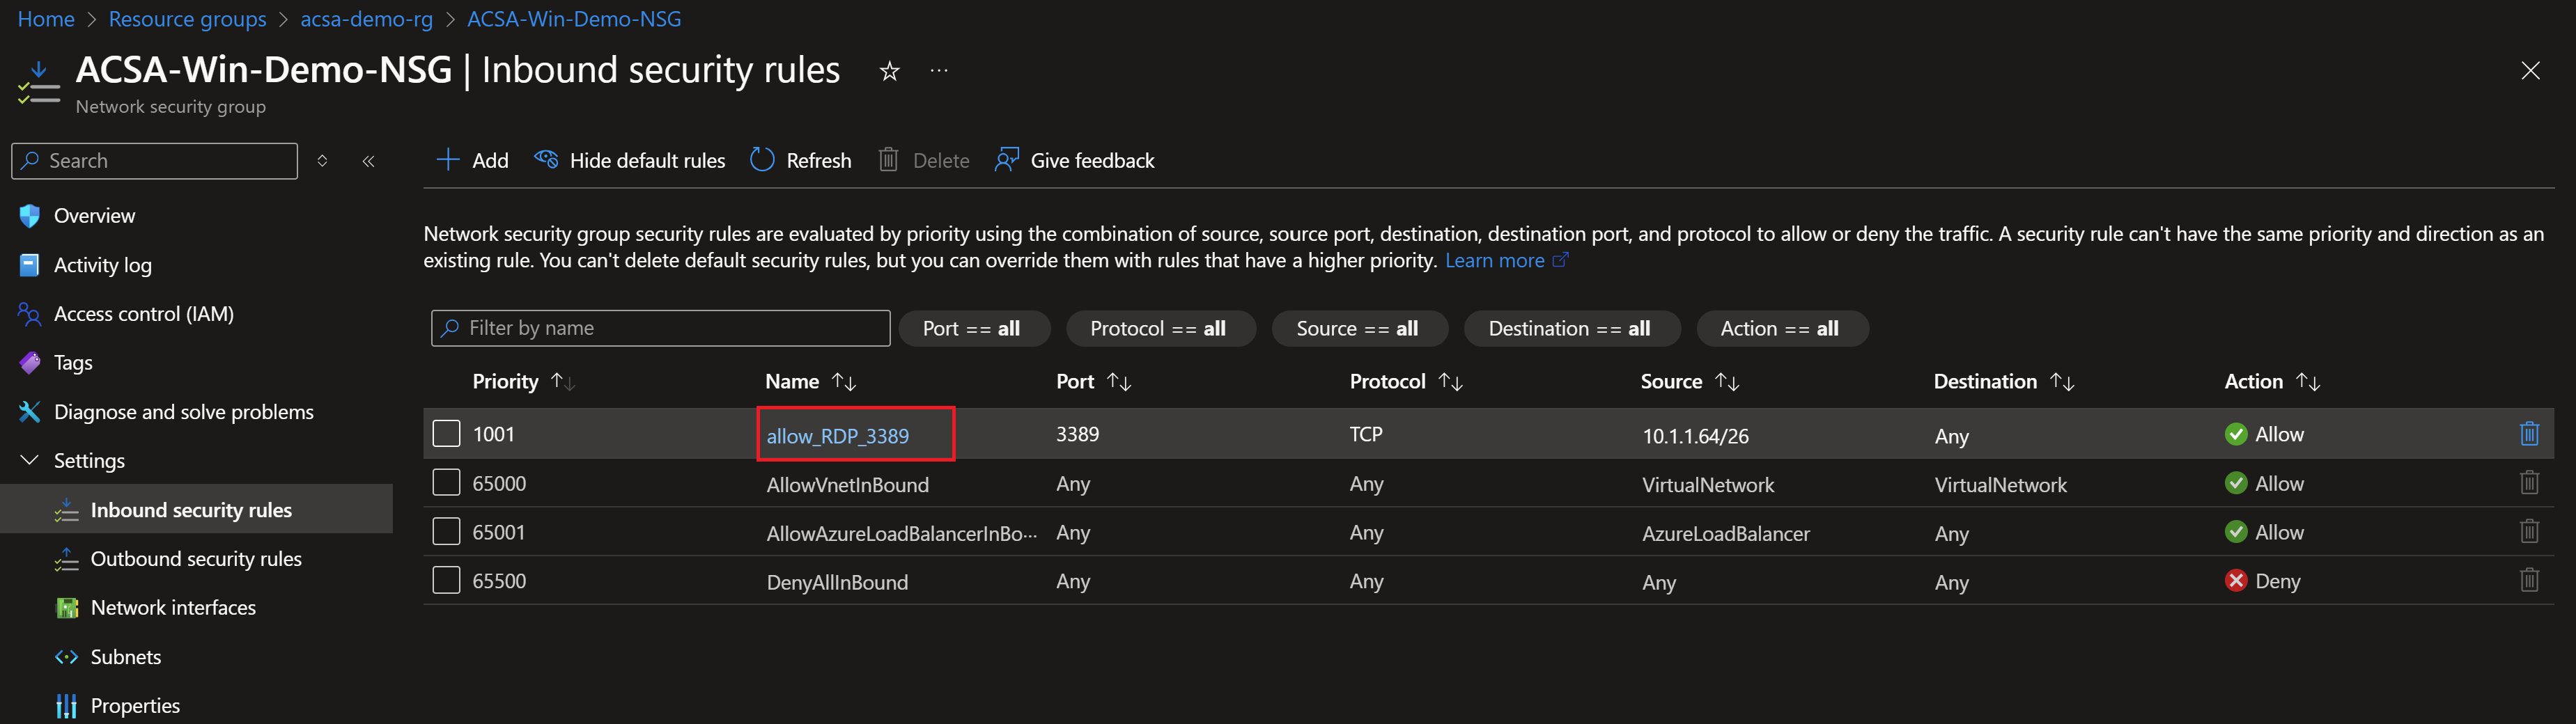 Home > Resource groups > acsa-demo-rg > ACSA-Win-Demo-NSG
ACSA-Win-Demo-NSG | Inbound security rules
Network security group
Search
Add Hide default rules Refresh Delete Give feedback
Overview
Activity log
Access control (IAM)
Tags
Diagnose and solve problems
Settings
Inbound security rules
Outbound security rules
Network interfaces
Subnets
Properties
Network security group security rules are evaluated by priority using the combination of source, source port, destination, destination port, and protocol to allow or deny the traffic. A security rule can't have the same priority and direction as an
existing rule. You can't delete default security rules, but you can override them with rules that have a higher priority. Learn more
Filter by name Port == all Protocol == all Source == all Destination == all Action == all
Priority Name Port Protocol Source Destination Action
1001 allow_RDP_3389 3389 TCP 10.1.1.64/26 Any Allow
65000 AllowVnetInBound Any Any VirtualNetwork VirtualNetwork Allow
65001 AllowAzureLoadBalancerInBo... Any Any AzureLoadBalancer Any Allow
65500 DenyAllInBound Any Any Any Any Deny